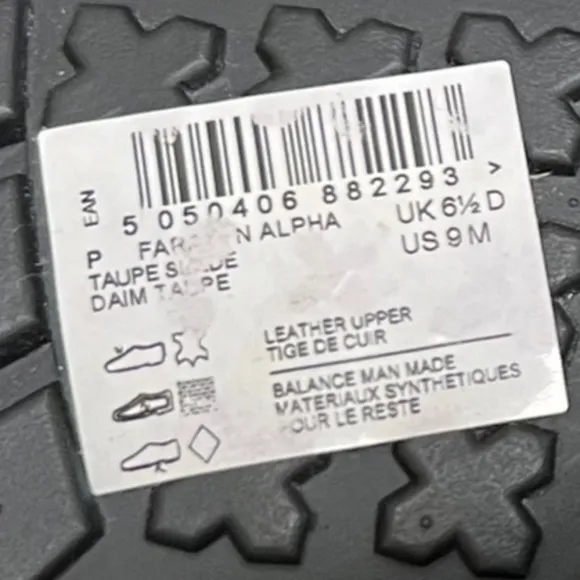 EAN
5 050406 882293 >
P ALPHA UK 6½ D
TAUPE US 9 M
DAIM
LEATHER UPPER
TIGE DE CUIR
BALANCE MAN MADE
MATERIAUX SYNTHETIQUES
POUR LE RESTE